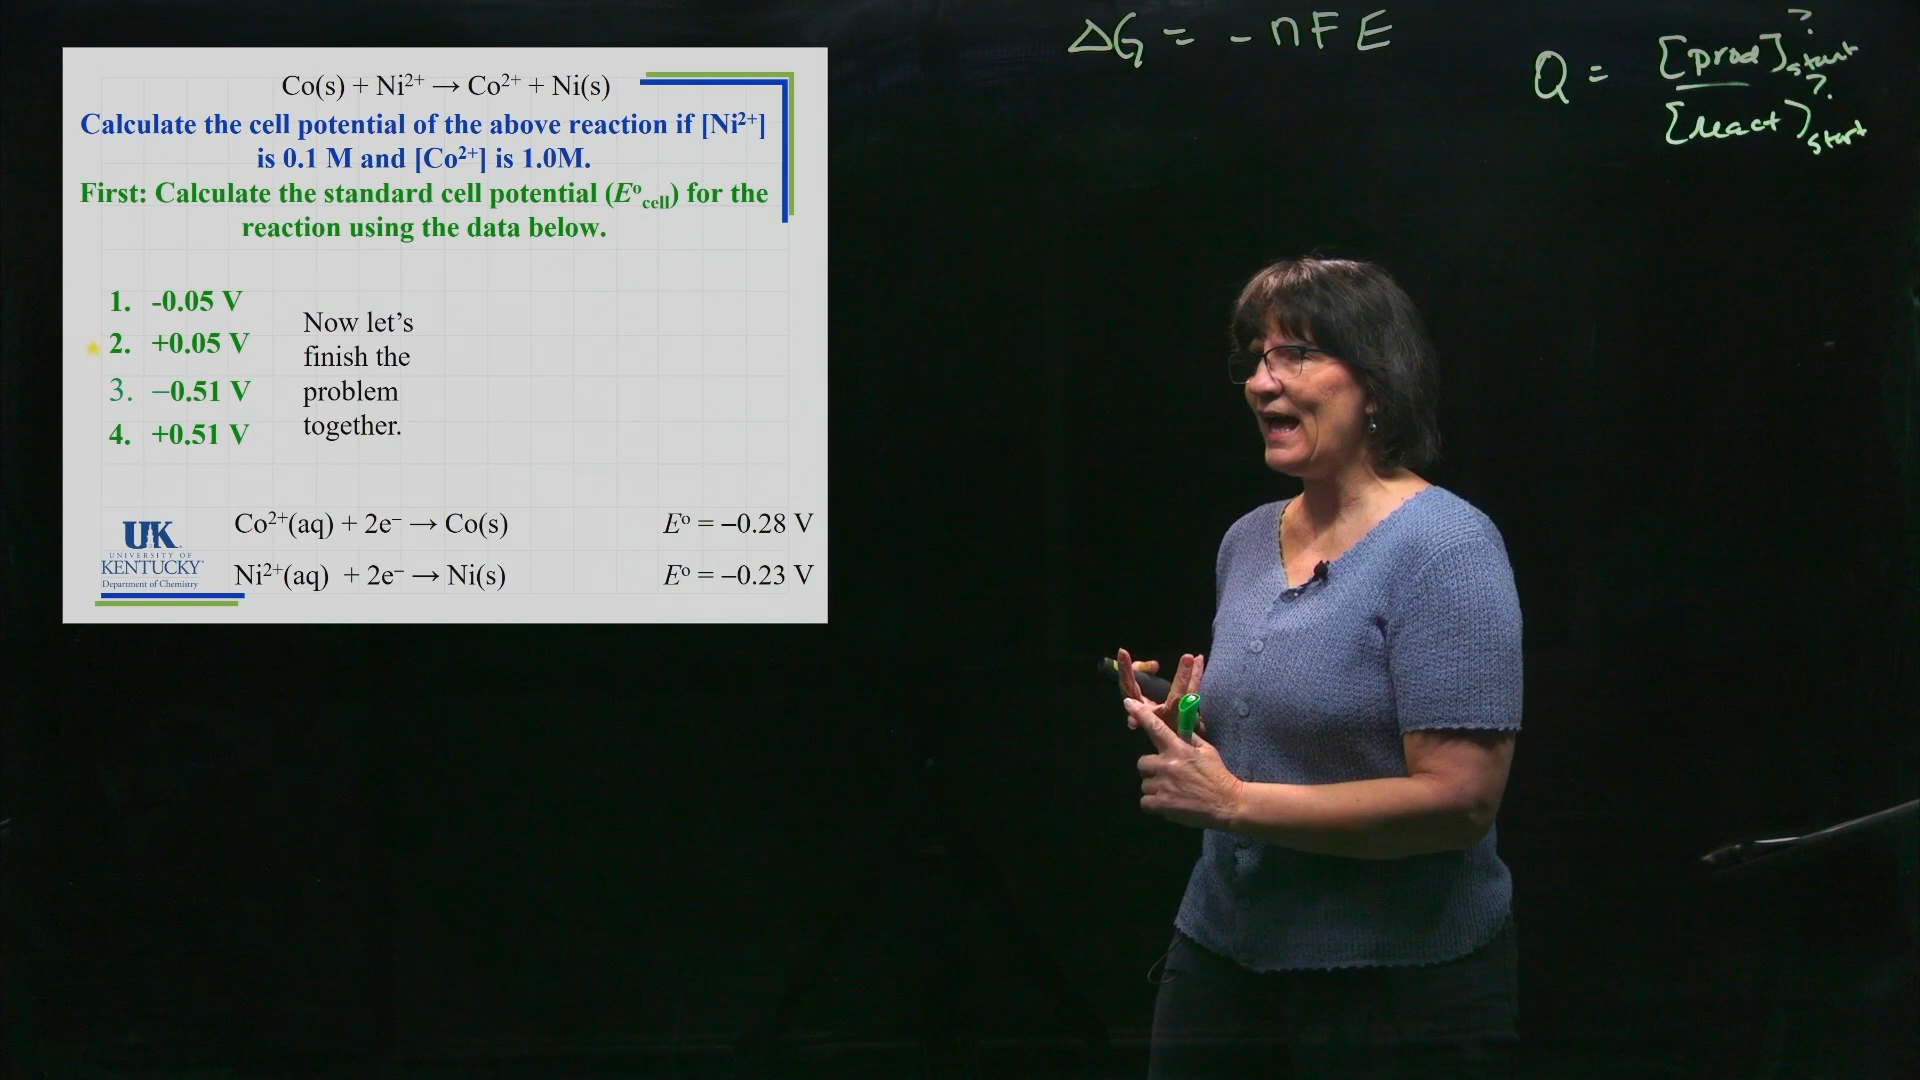 Co(s) + Ni²⁺ → Co²⁺ + Ni(s)
Calculate the cell potential of the above reaction if [Ni²⁺]
is 0.1 M and [Co²⁺] is 1.0M.
First: Calculate the standard cell potential (E°cell) for the
reaction using the data below.
1. -0.05 V
2. +0.05 V
3. –0.51 V
4. +0.51 V
Now let’s
finish the
problem
together.
Co²⁺(aq) + 2e⁻ → Co(s) E° = –0.28 V
Ni²⁺(aq) + 2e⁻ → Ni(s) E° = –0.23 V
UK
UNIVERSITY OF
KENTUCKY
Department of Chemistry
ΔG = - n F E
Q = [prod]start ?
[react]start ?